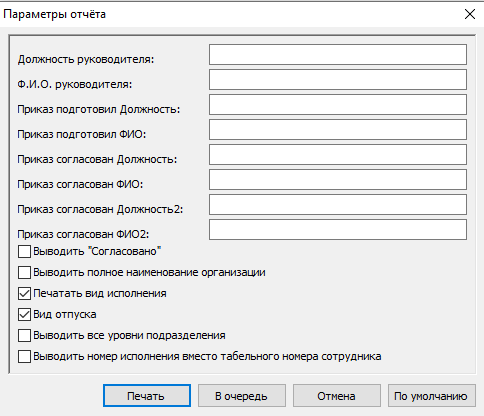 Параметры отчёта
Должность руководителя:
Ф.И.О. руководителя:
Приказ подготовил Должность:
Приказ подготовил ФИО:
Приказ согласован Должность:
Приказ согласован ФИО:
Приказ согласован Должность2:
Приказ согласован ФИО2:
Выводить "Согласовано"
Выводить полное наименование организации
Печатать вид исполнения
Вид отпуска
Выводить все уровни подразделения
Выводить номер исполнения вместо табельного номера сотрудника
Печать В очередь Отмена По умолчанию